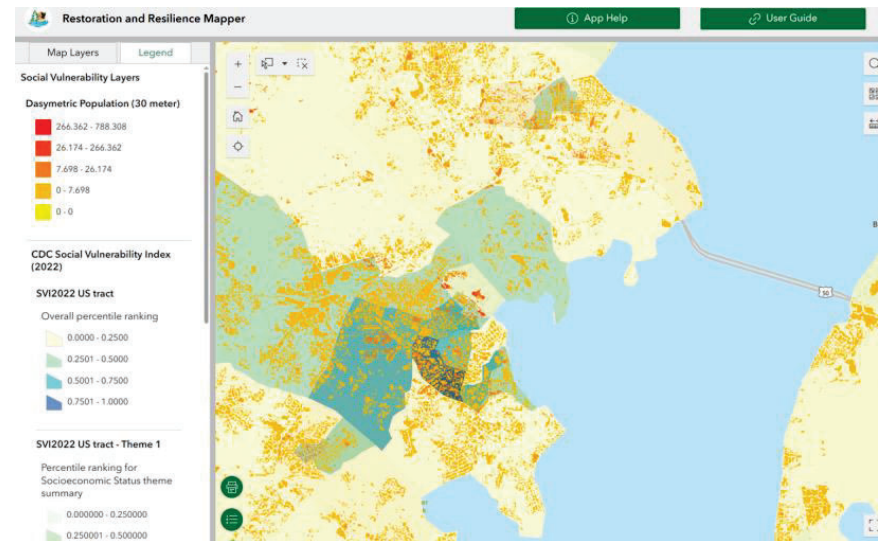 Restoration and Resilience Mapper
App Help
User Guide
Map Layers
Legend
Social Vulnerability Layers
Dasymetric Population (30 meter)
266.362 - 788.308
26.174 - 266.362
7.698 - 26.174
0 - 7.698
0 - 0
CDC Social Vulnerability Index
(2022)
SVI2022 US tract
Overall percentile ranking
0.0000 - 0.2500
0.2501 - 0.5000
0.5001 - 0.7500
0.7501 - 1.0000
SVI2022 US tract - Theme 1
Percentile ranking for
Socioeconomic Status theme
summary
0.000000 - 0.250000
0.250001 - 0.500000
50
B